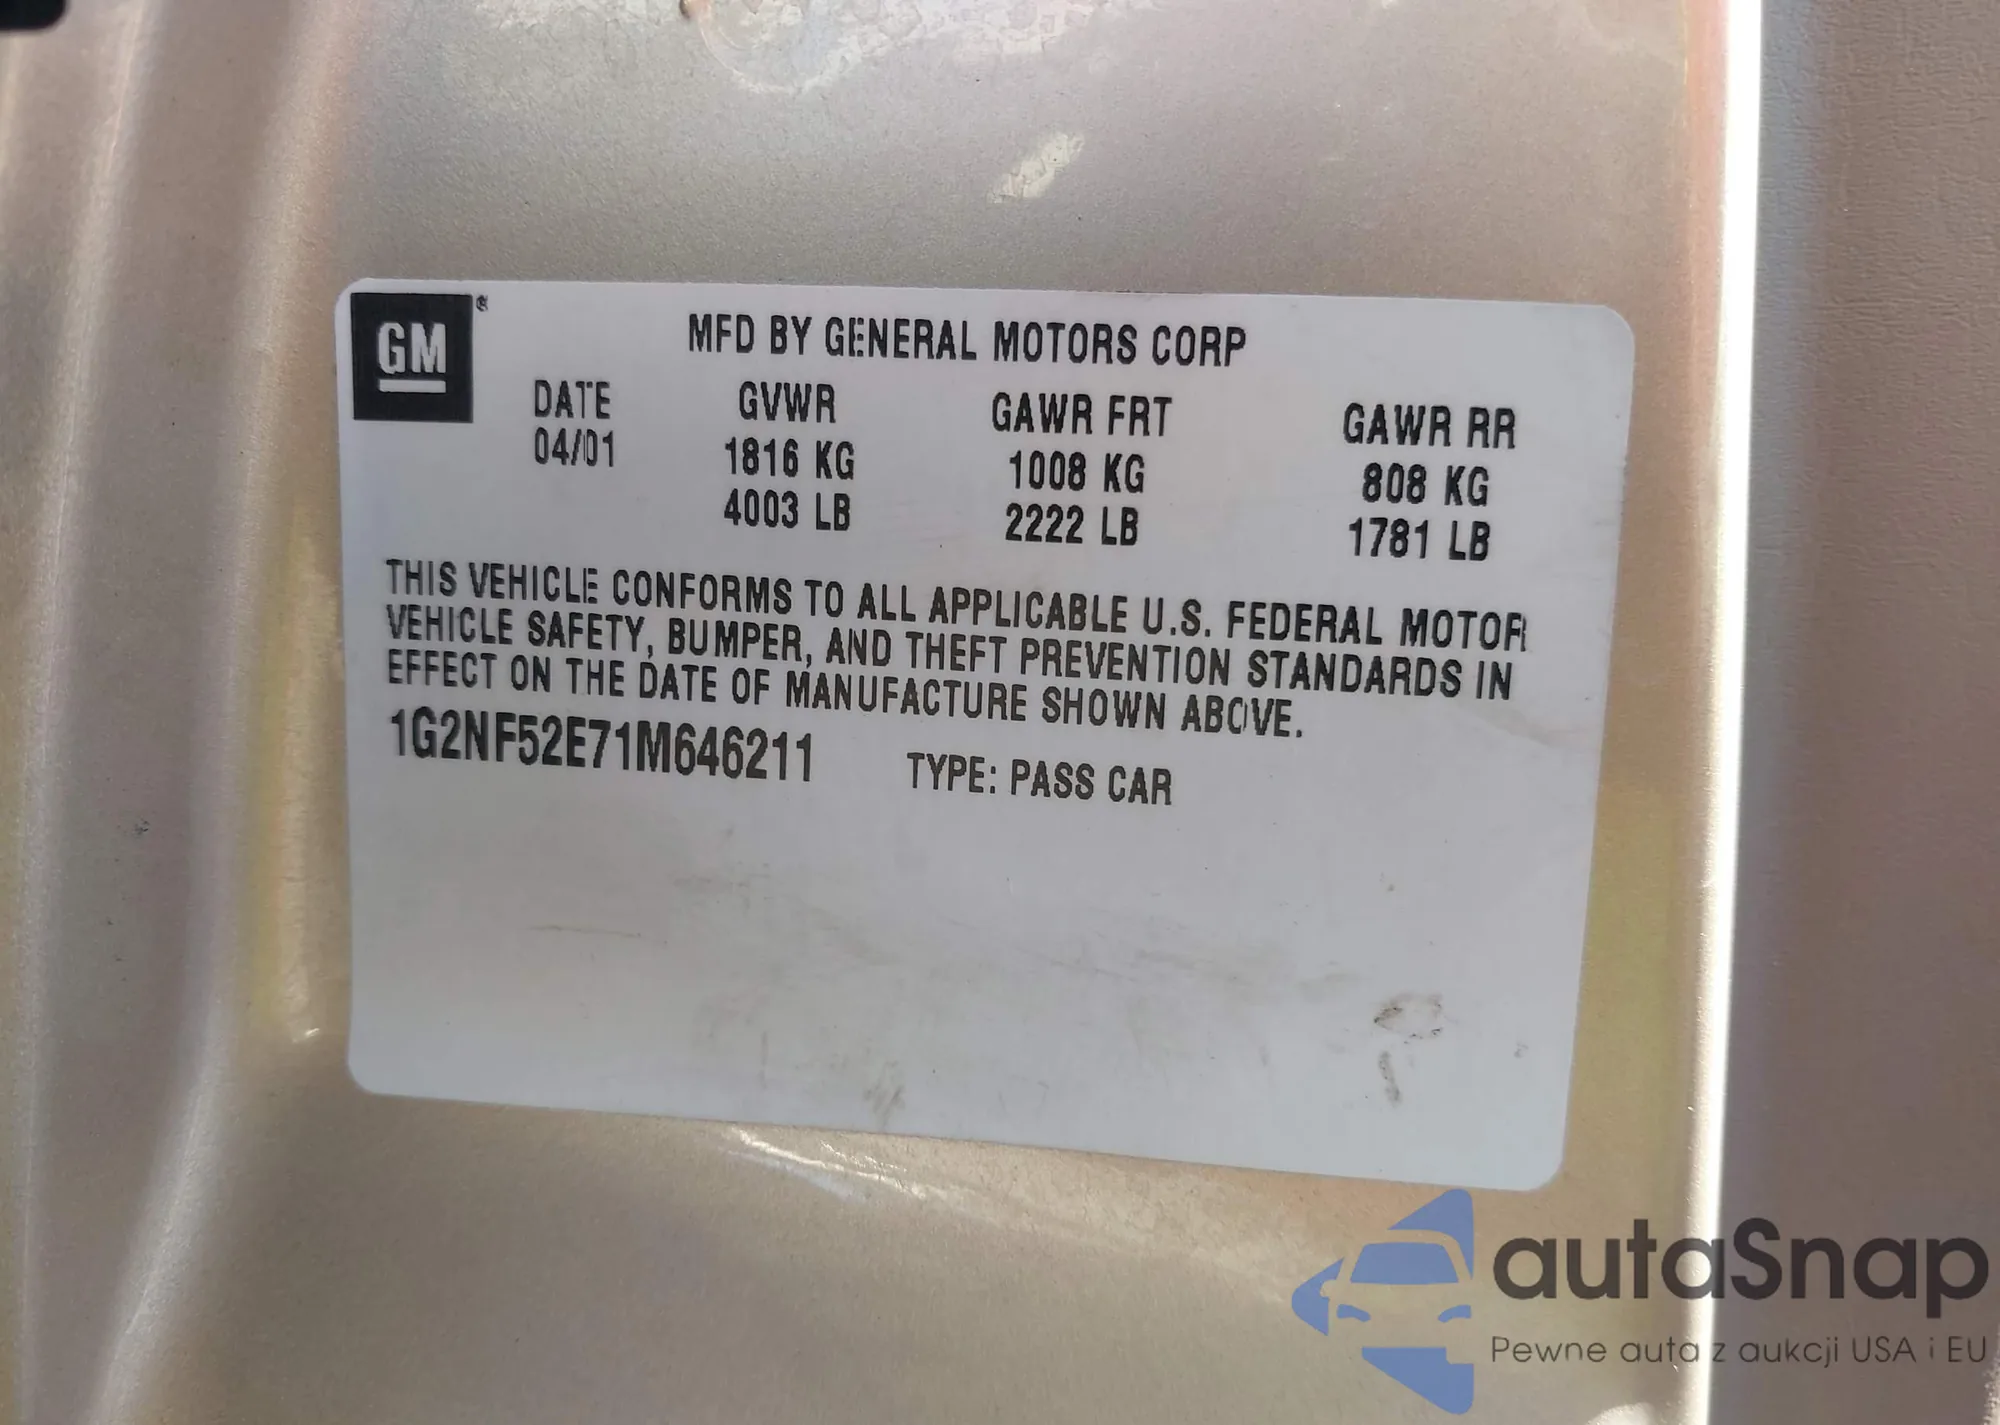 GM®
MFD BY GENERAL MOTORS CORP
DATE GVWR GAWR FRT GAWR RR
04/01 1816 KG 1008 KG 808 KG
4003 LB 2222 LB 1781 LB
THIS VEHICLE CONFORMS TO ALL APPLICABLE U.S. FEDERAL MOTOR
VEHICLE SAFETY, BUMPER, AND THEFT PREVENTION STANDARDS IN
EFFECT ON THE DATE OF MANUFACTURE SHOWN ABOVE.
1G2NF52E71M646211 TYPE: PASS CAR
autaSnap
Pewne auta z aukcji USA i EU